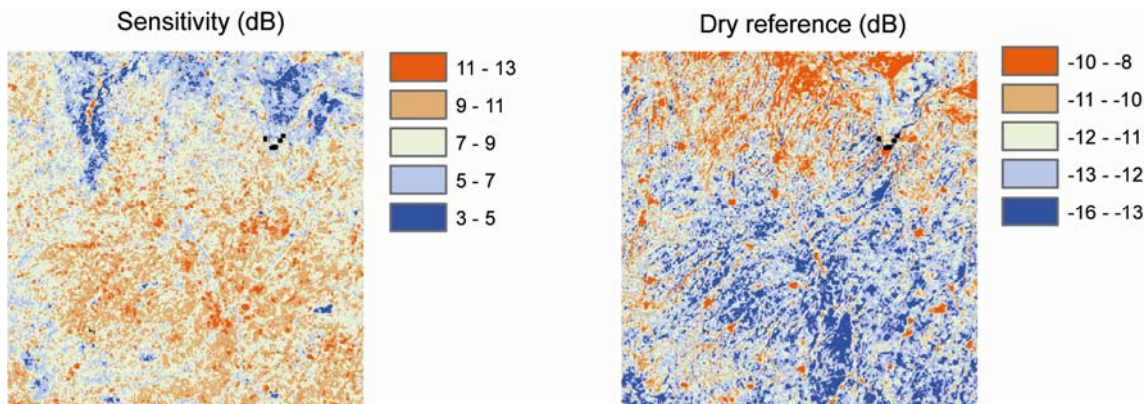 Sensitivity (dB)
11 - 13
9 - 11
7 - 9
5 - 7
3 - 5
Dry reference (dB)
-10 - -8
-11 - -10
-12 - -11
-13 - -12
-16 - -13